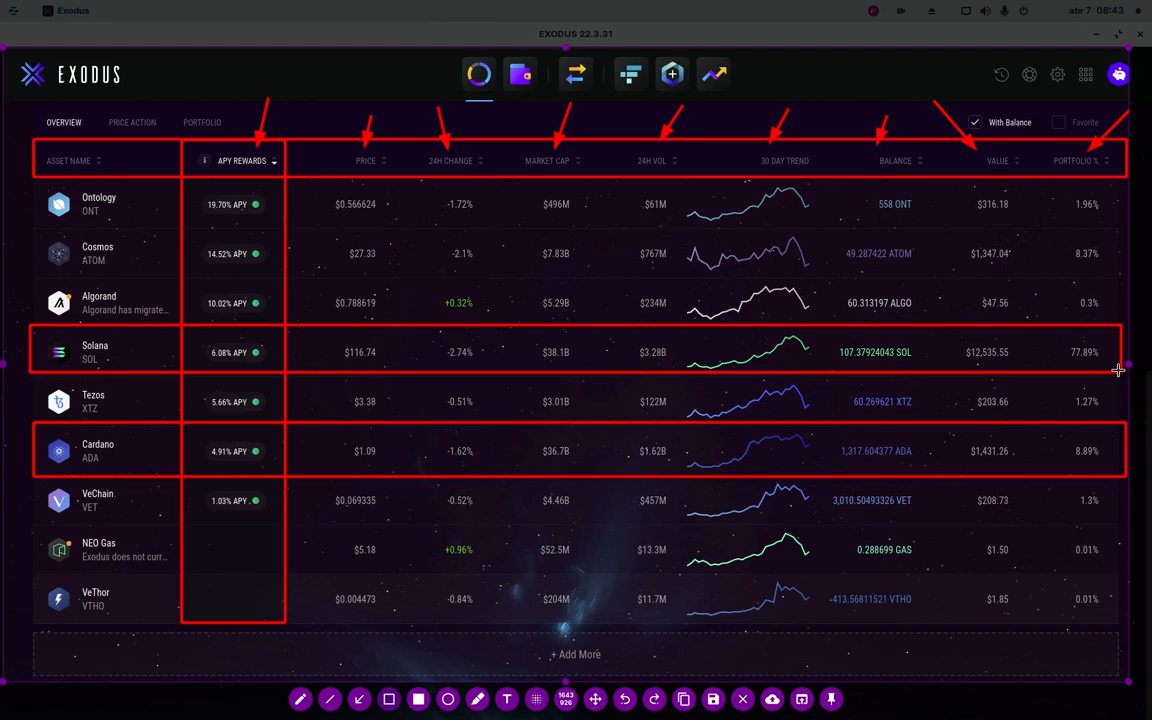 Exodus
abr 7 08:43
EXODUS 22.3.31
EXODUS
OVERVIEW PRICE ACTION PORTFOLIO With Balance Favorite
ASSET NAME i APY REWARDS PRICE 24H CHANGE MARKET CAP 24H VOL 30 DAY TREND BALANCE VALUE PORTFOLIO %
Ontology
ONT 19.70% APY $0.566624 -1.72% $496M $61M 558 ONT $316.18 1.96%
Cosmos
ATOM 14.52% APY $27.33 -2.1% $7.83B $767M 49.287422 ATOM $1,347.04 8.37%
Algorand
Algorand has migrate... 10.02% APY $0.788619 +0.32% $5.29B $234M 60.313197 ALGO $47.56 0.3%
Solana
SOL 6.08% APY $116.74 -2.74% $38.1B $3.28B 107.37924043 SOL $12,535.55 77.89%
Tezos
XTZ 5.66% APY $3.38 -0.51% $3.01B $122M 60.269621 XTZ $203.66 1.27%
Cardano
ADA 4.91% APY $1.09 -1.62% $36.7B $1.62B 1,317.604377 ADA $1,431.26 8.89%
VeChain
VET 1.03% APY $0.069335 -0.52% $4.46B $457M 3,010.50493326 VET $208.73 1.3%
NEO Gas
Exodus does not curr... $5.18 +0.96% $52.5M $13.3M 0.288699 GAS $1.50 0.01%
VeThor
VTHO $0.004473 -0.84% $204M $11.7M 413.56811521 VTHO $1.85 0.01%
+ Add More
T 1643
926